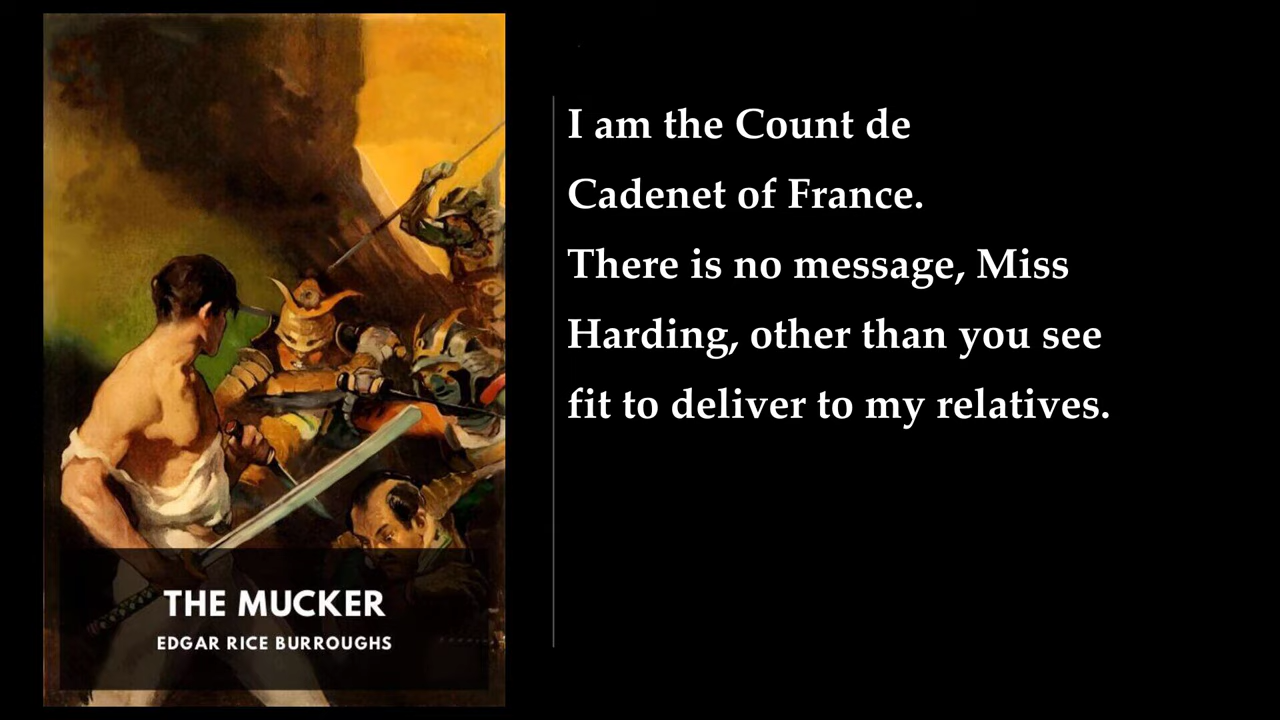 I am the Count de
Cadenet of France.
There is no message, Miss
Harding, other than you see
fit to deliver to my relatives.
THE MUCKER
EDGAR RICE BURROUGHS